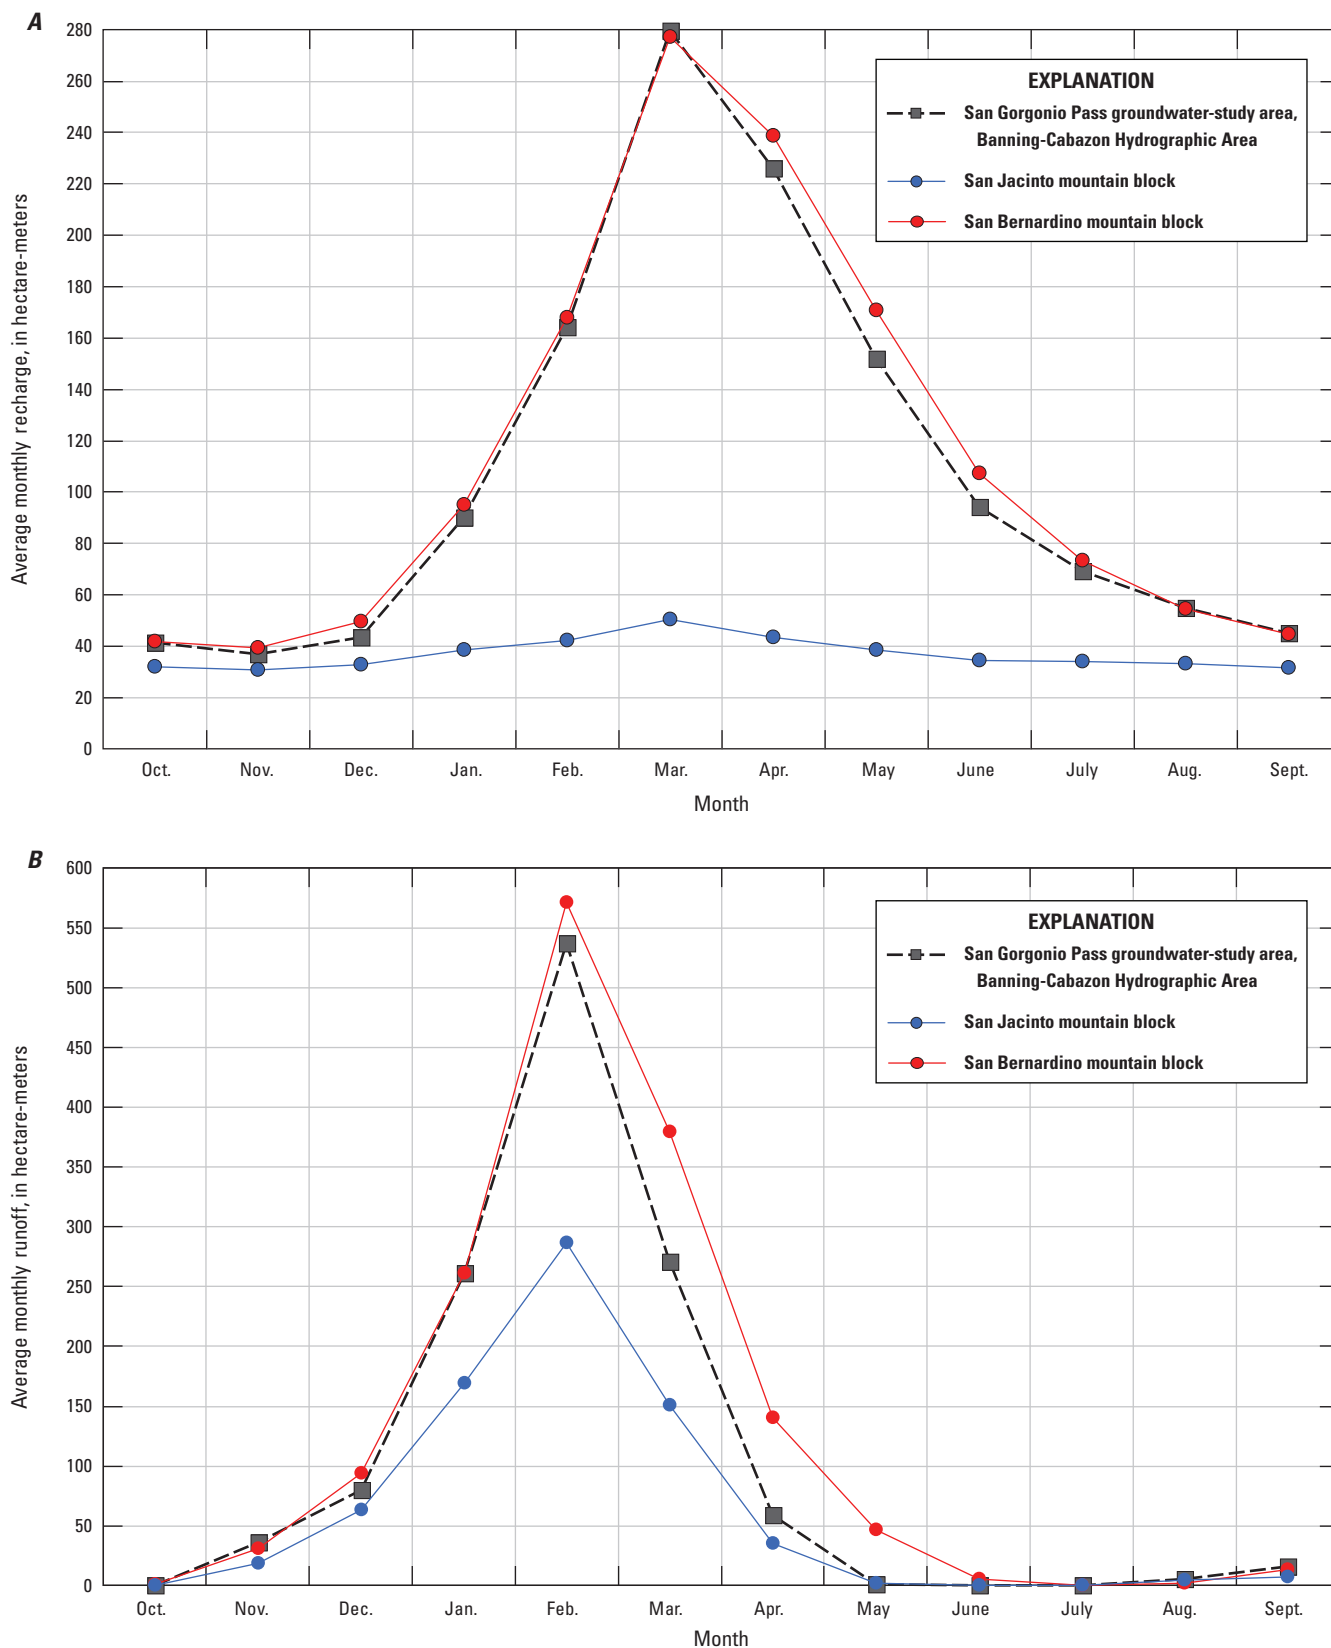 A
Average monthly recharge, in hectare-meters
280
260
240
220
200
180
160
140
120
100
80
60
40
20
0
EXPLANATION
San Gorgonio Pass groundwater-study area,
Banning-Cabazon Hydrographic Area
San Jacinto mountain block
San Bernardino mountain block
Oct. Nov. Dec. Jan. Feb. Mar. Apr. May June July Aug. Sept.
Month
B
Average monthly runoff, in hectare-meters
600
550
500
450
400
350
300
250
200
150
100
50
0
EXPLANATION
San Gorgonio Pass groundwater-study area,
Banning-Cabazon Hydrographic Area
San Jacinto mountain block
San Bernardino mountain block
Oct. Nov. Dec. Jan. Feb. Mar. Apr. May June July Aug. Sept.
Month